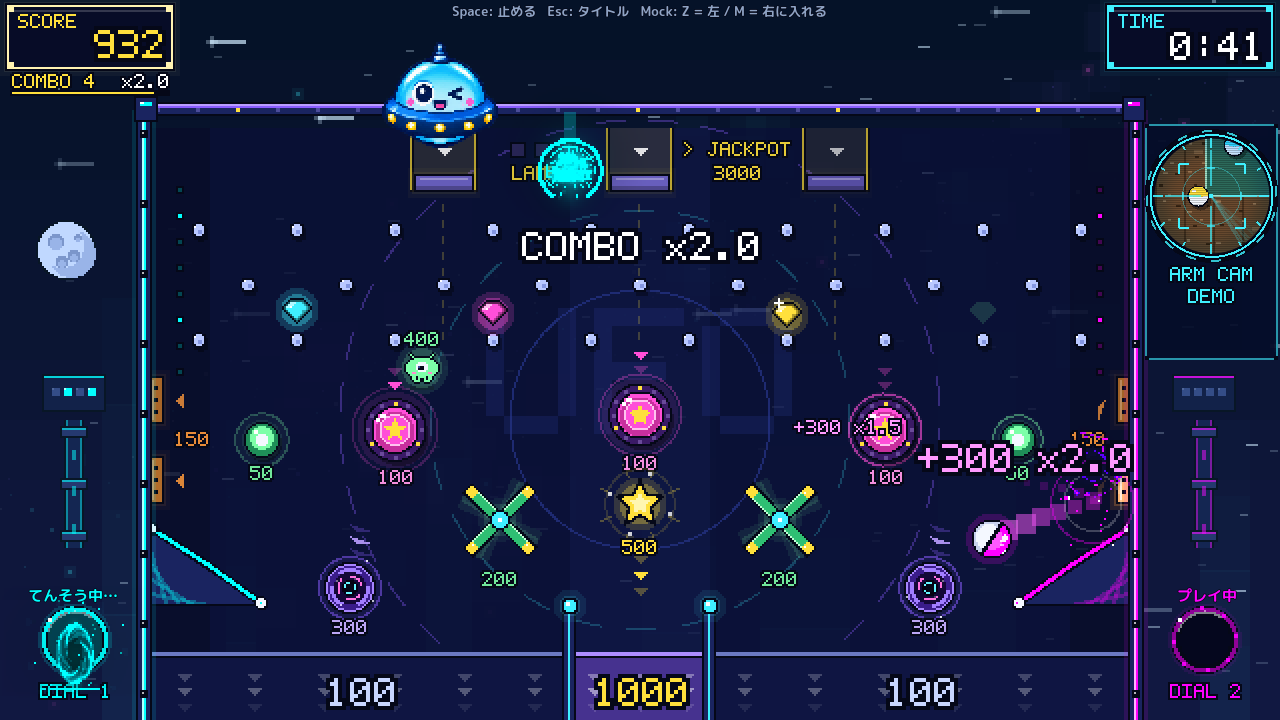 Space: 止める Esc: タイトル Mock: Z = 左 / M = 右に入れる
SCORE
932
COMBO 4 x2.0
TIME
0:41
> JACKPOT
3000
COMBO x2.0
ARM CAM
DEMO
400
150
50
100
100
+300 x1.5
100
+300 x2.0
150
500
200
200
300
300
てんそう中…
DIAL 1
プレイ中
DIAL 2
100
1000
100